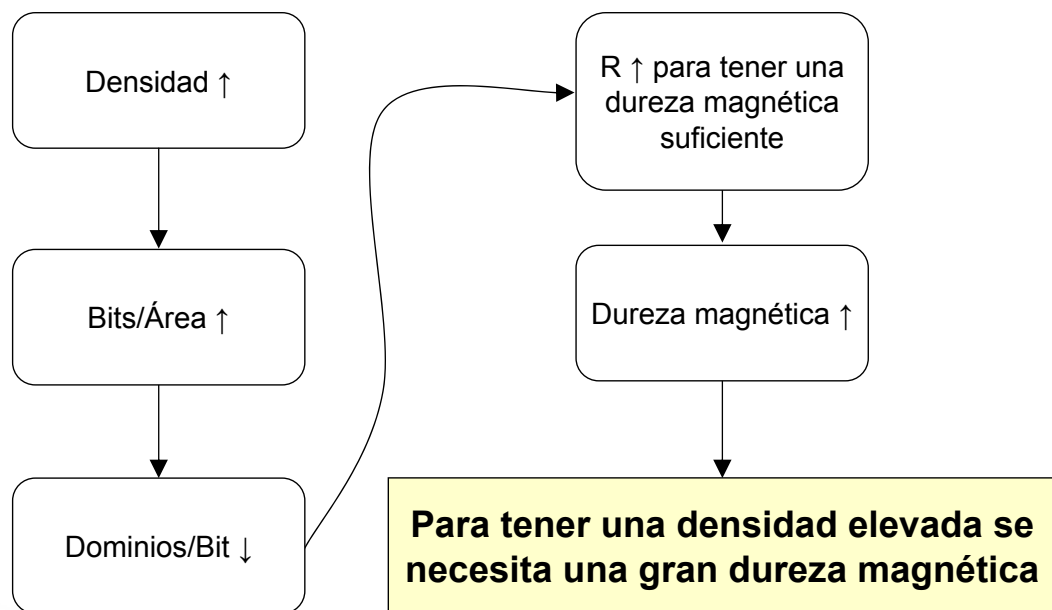 Densidad ↑
Bits/Área ↑
Dominios/Bit ↓
R ↑ para tener una
dureza magnética
suficiente
Dureza magnética ↑
Para tener una densidad elevada se
necesita una gran dureza magnética